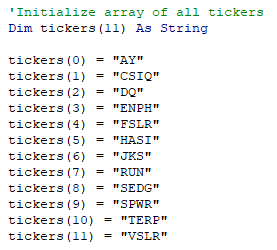 'Initialize array of all tickers
Dim tickers(11) As String
tickers(0) = "AY"
tickers(1) = "CSIQ"
tickers(2) = "DQ"
tickers(3) = "ENPH"
tickers(4) = "FSLR"
tickers(5) = "HASI"
tickers(6) = "JKS"
tickers(7) = "RUN"
tickers(8) = "SEDG"
tickers(9) = "SPWR"
tickers(10) = "TERP"
tickers(11) = "VSLR"